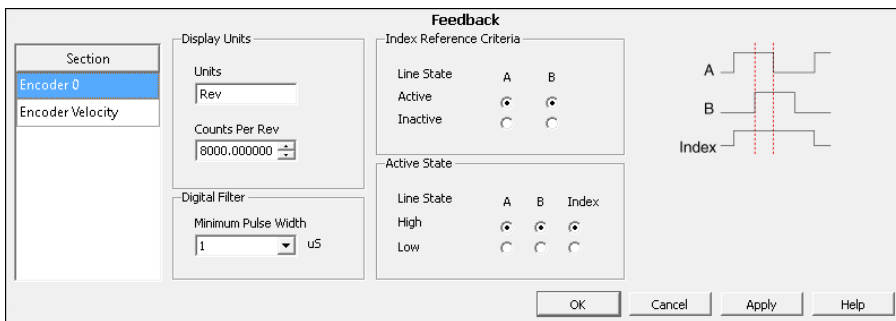 Feedback
Section
Encoder 0
Encoder Velocity
Display Units
Units
Rev
Counts Per Rev
8000.000000
Digital Filter
Minimum Pulse Width
1 uS
Index Reference Criteria
Line State A B
Active
Inactive
Active State
Line State A B Index
High
Low
A
B
Index
OK Cancel Apply Help